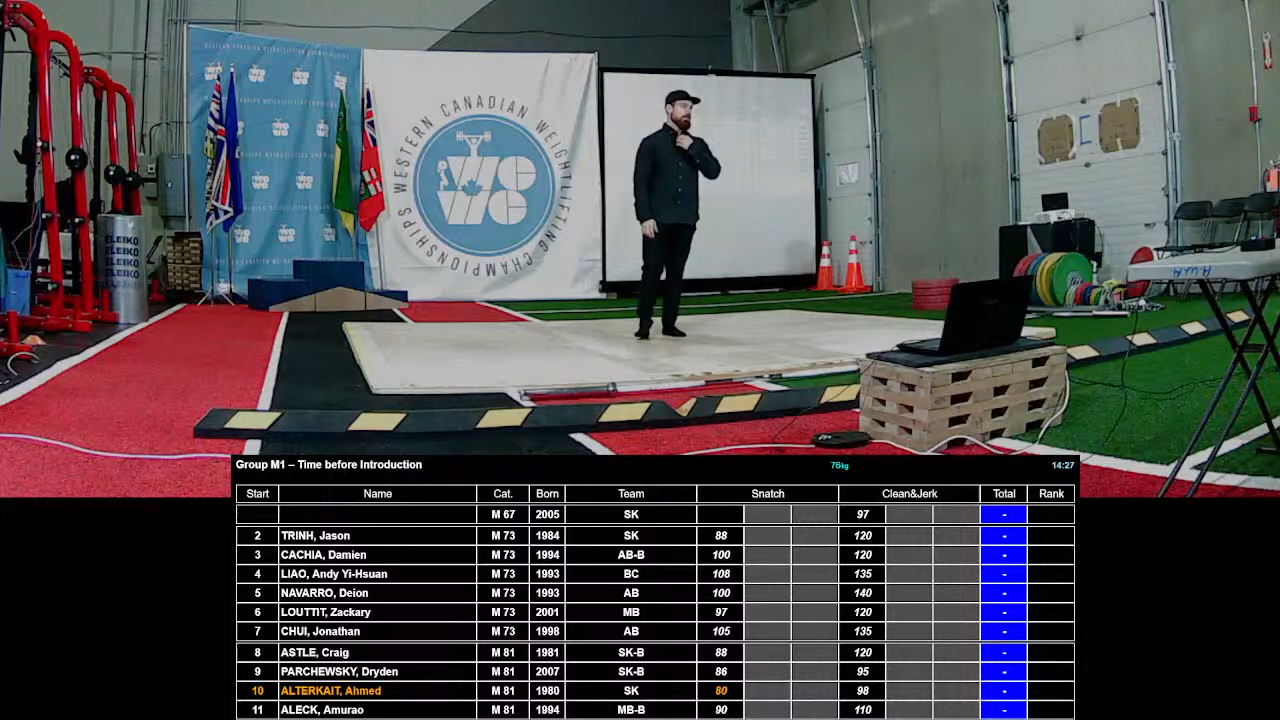 WESTERN CANADIAN WEIGHTLIFTING CHAMPIONSHIPS
WC
WC
ELEIKO
ELEIKO
ELEIKO
ELEIKO
Group M1 – Time before Introduction 76kg 14:27
Start Name Cat. Born Team Snatch Clean&Jerk Total Rank
M 67 2005 SK 97 -
2 TRINH, Jason M 73 1984 SK 88 120 -
3 CACHIA, Damien M 73 1994 AB-B 100 120 -
4 LIAO, Andy Yi-Hsuan M 73 1993 BC 108 135 -
5 NAVARRO, Deion M 73 1993 AB 100 140 -
6 LOUTTIT, Zackary M 73 2001 MB 97 120 -
7 CHUI, Jonathan M 73 1998 AB 105 135 -
8 ASTLE, Craig M 81 1981 SK-B 88 120 -
9 PARCHEWSKY, Dryden M 81 2007 SK-B 86 95 -
10 ALTERKAIT, Ahmed M 81 1980 SK 80 98 -
11 ALECK, Amurao M 81 1994 MB-B 90 110 -